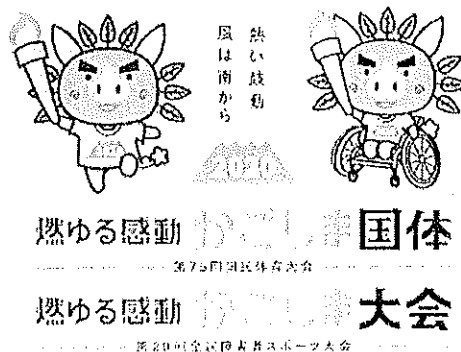 熱い鼓動
風は南から
2020
燃ゆる感動 かごしま 国体
第75回国民体育大会
燃ゆる感動 かごしま 大会
第20回全国障害者スポーツ大会